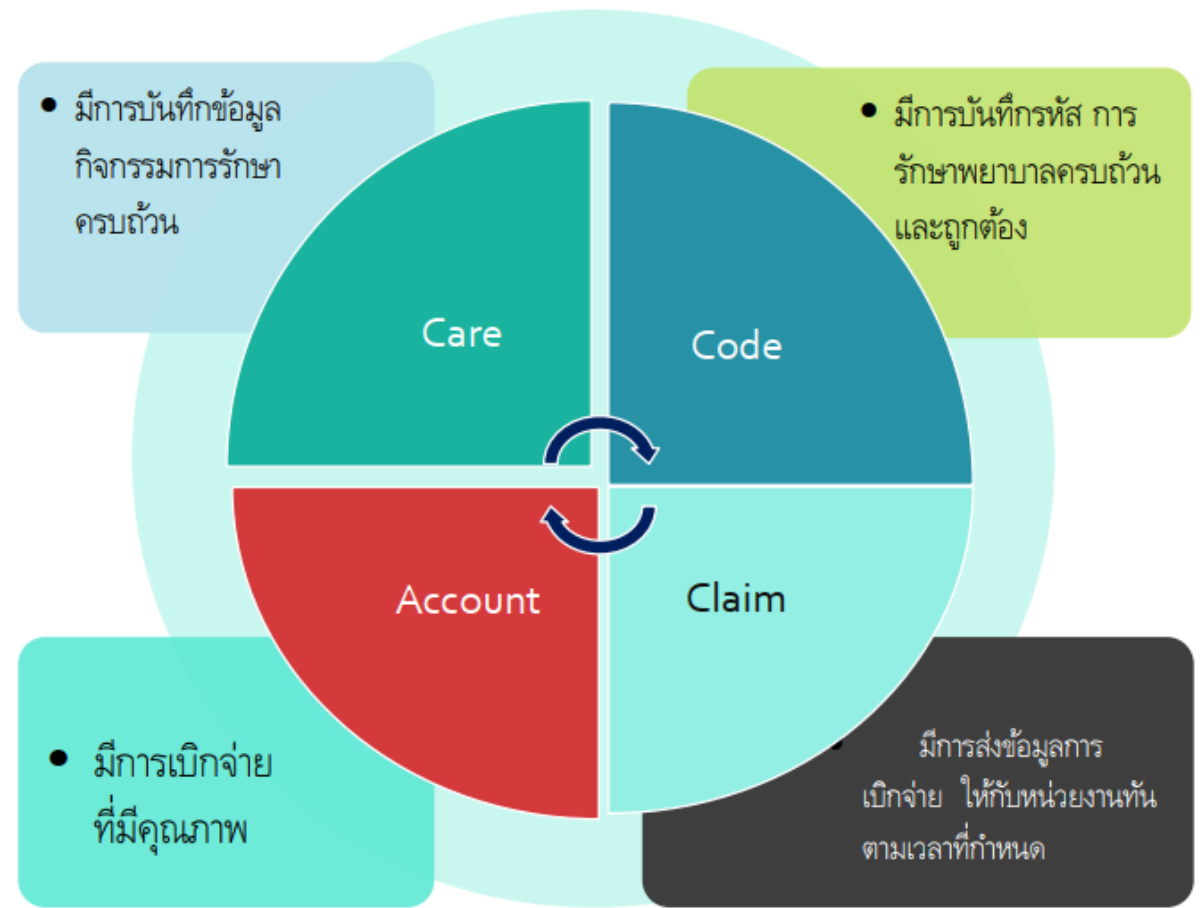 • มีการบันทึกข้อมูล
กิจกรรมการรักษา
ครบถ้วน
• มีการบันทึกรหัส การ
รักษาพยาบาลครบถ้วน
และถูกต้อง
Care
Code
Account
Claim
• มีการเบิกจ่าย
ที่มีคุณภาพ
• มีการส่งข้อมูลการ
เบิกจ่าย ให้กับหน่วยงานทัน
ตามเวลาที่กำหนด